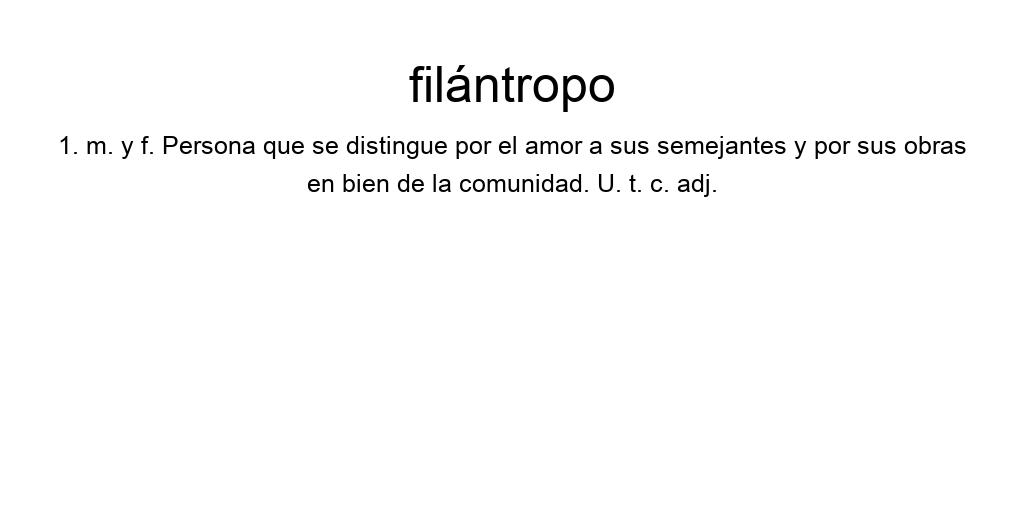 filántropo
1. m. y f. Persona que se distingue por el amor a sus semejantes y por sus obras
en bien de la comunidad. U. t. c. adj.